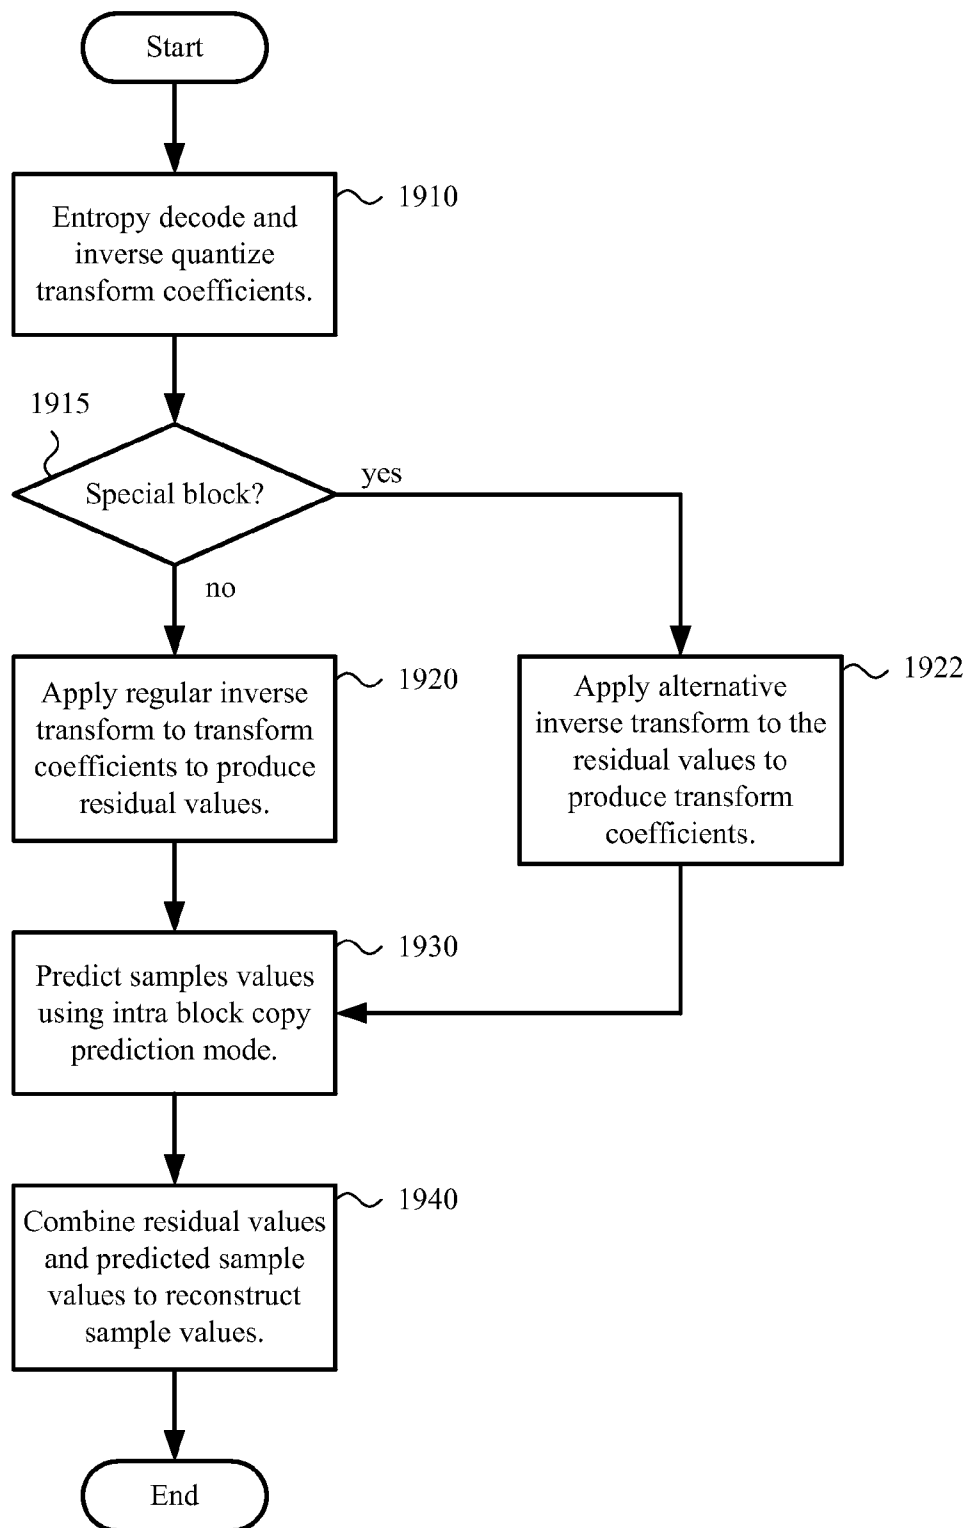 Start
1910
Entropy decode and
inverse quantize
transform coefficients.
1915
Special block?
yes
no
1920
Apply regular inverse
transform to transform
coefficients to produce
residual values.
1922
Apply alternative
inverse transform to the
residual values to
produce transform
coefficients.
1930
Predict samples values
using intra block copy
prediction mode.
1940
Combine residual values
and predicted sample
values to reconstruct
sample values.
End